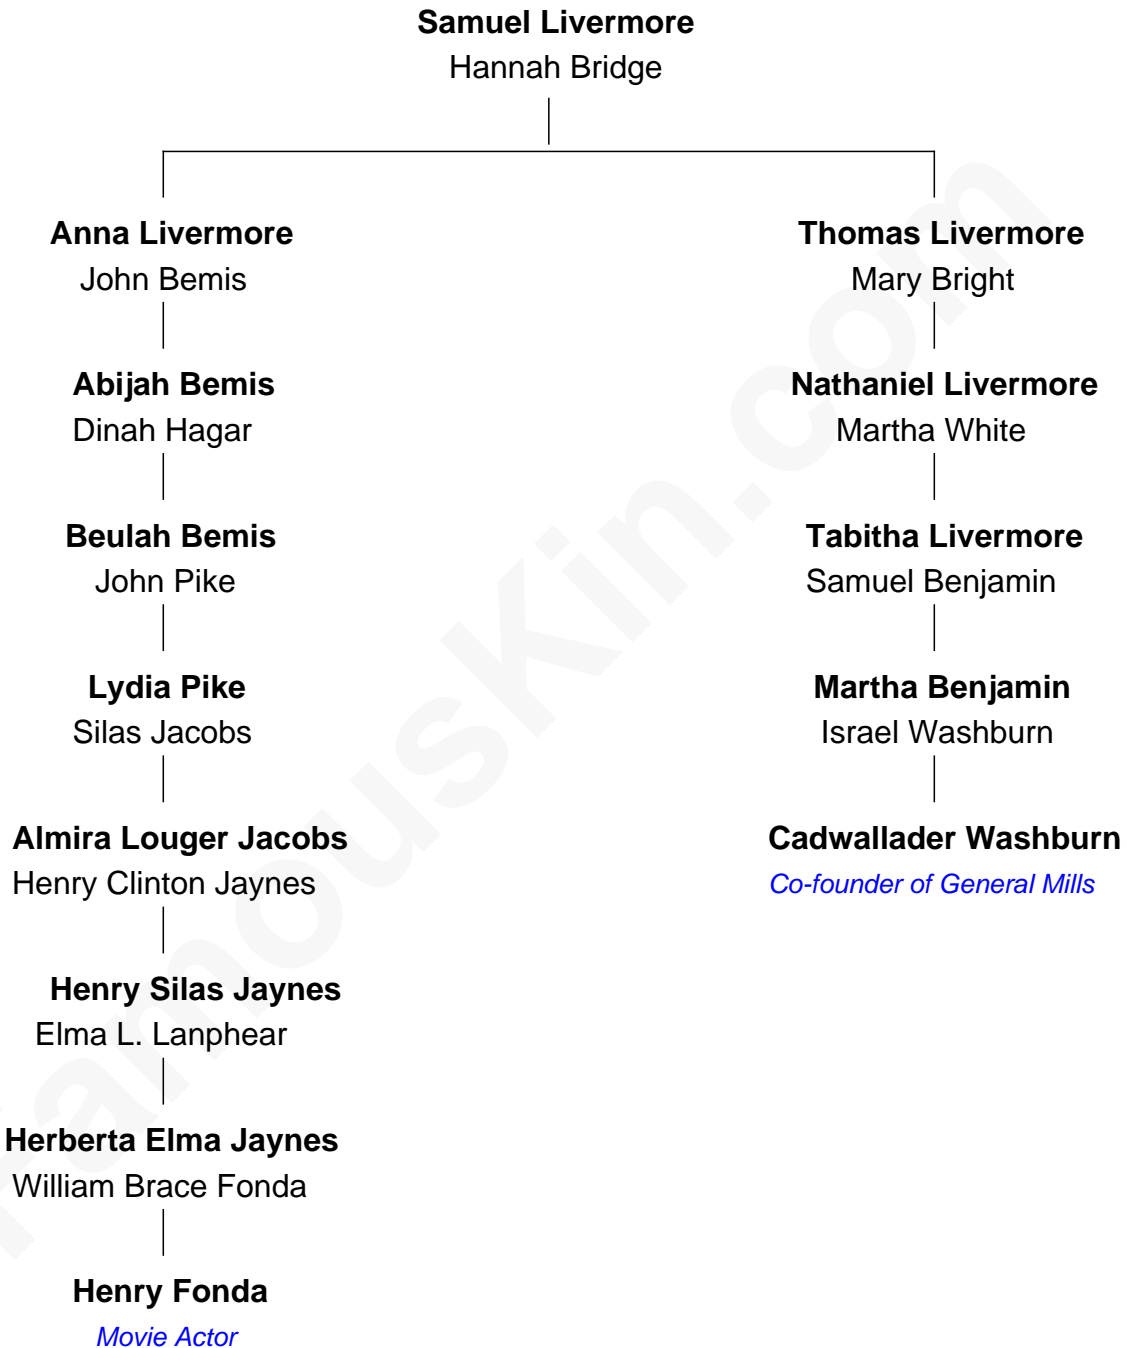 Samuel Livermore
Hannah Bridge
Anna Livermore
John Bemis
Abijah Bemis
Dinah Hagar
Beulah Bemis
John Pike
Lydia Pike
Silas Jacobs
Almira Louger Jacobs
Henry Clinton Jaynes
Henry Silas Jaynes
Elma L. Lanphear
Herberta Elma Jaynes
William Brace Fonda
Henry Fonda
Movie Actor
Thomas Livermore
Mary Bright
Nathaniel Livermore
Martha White
Tabitha Livermore
Samuel Benjamin
Martha Benjamin
Israel Washburn
Cadwallader Washburn
Co-founder of General Mills
FamousKin.com